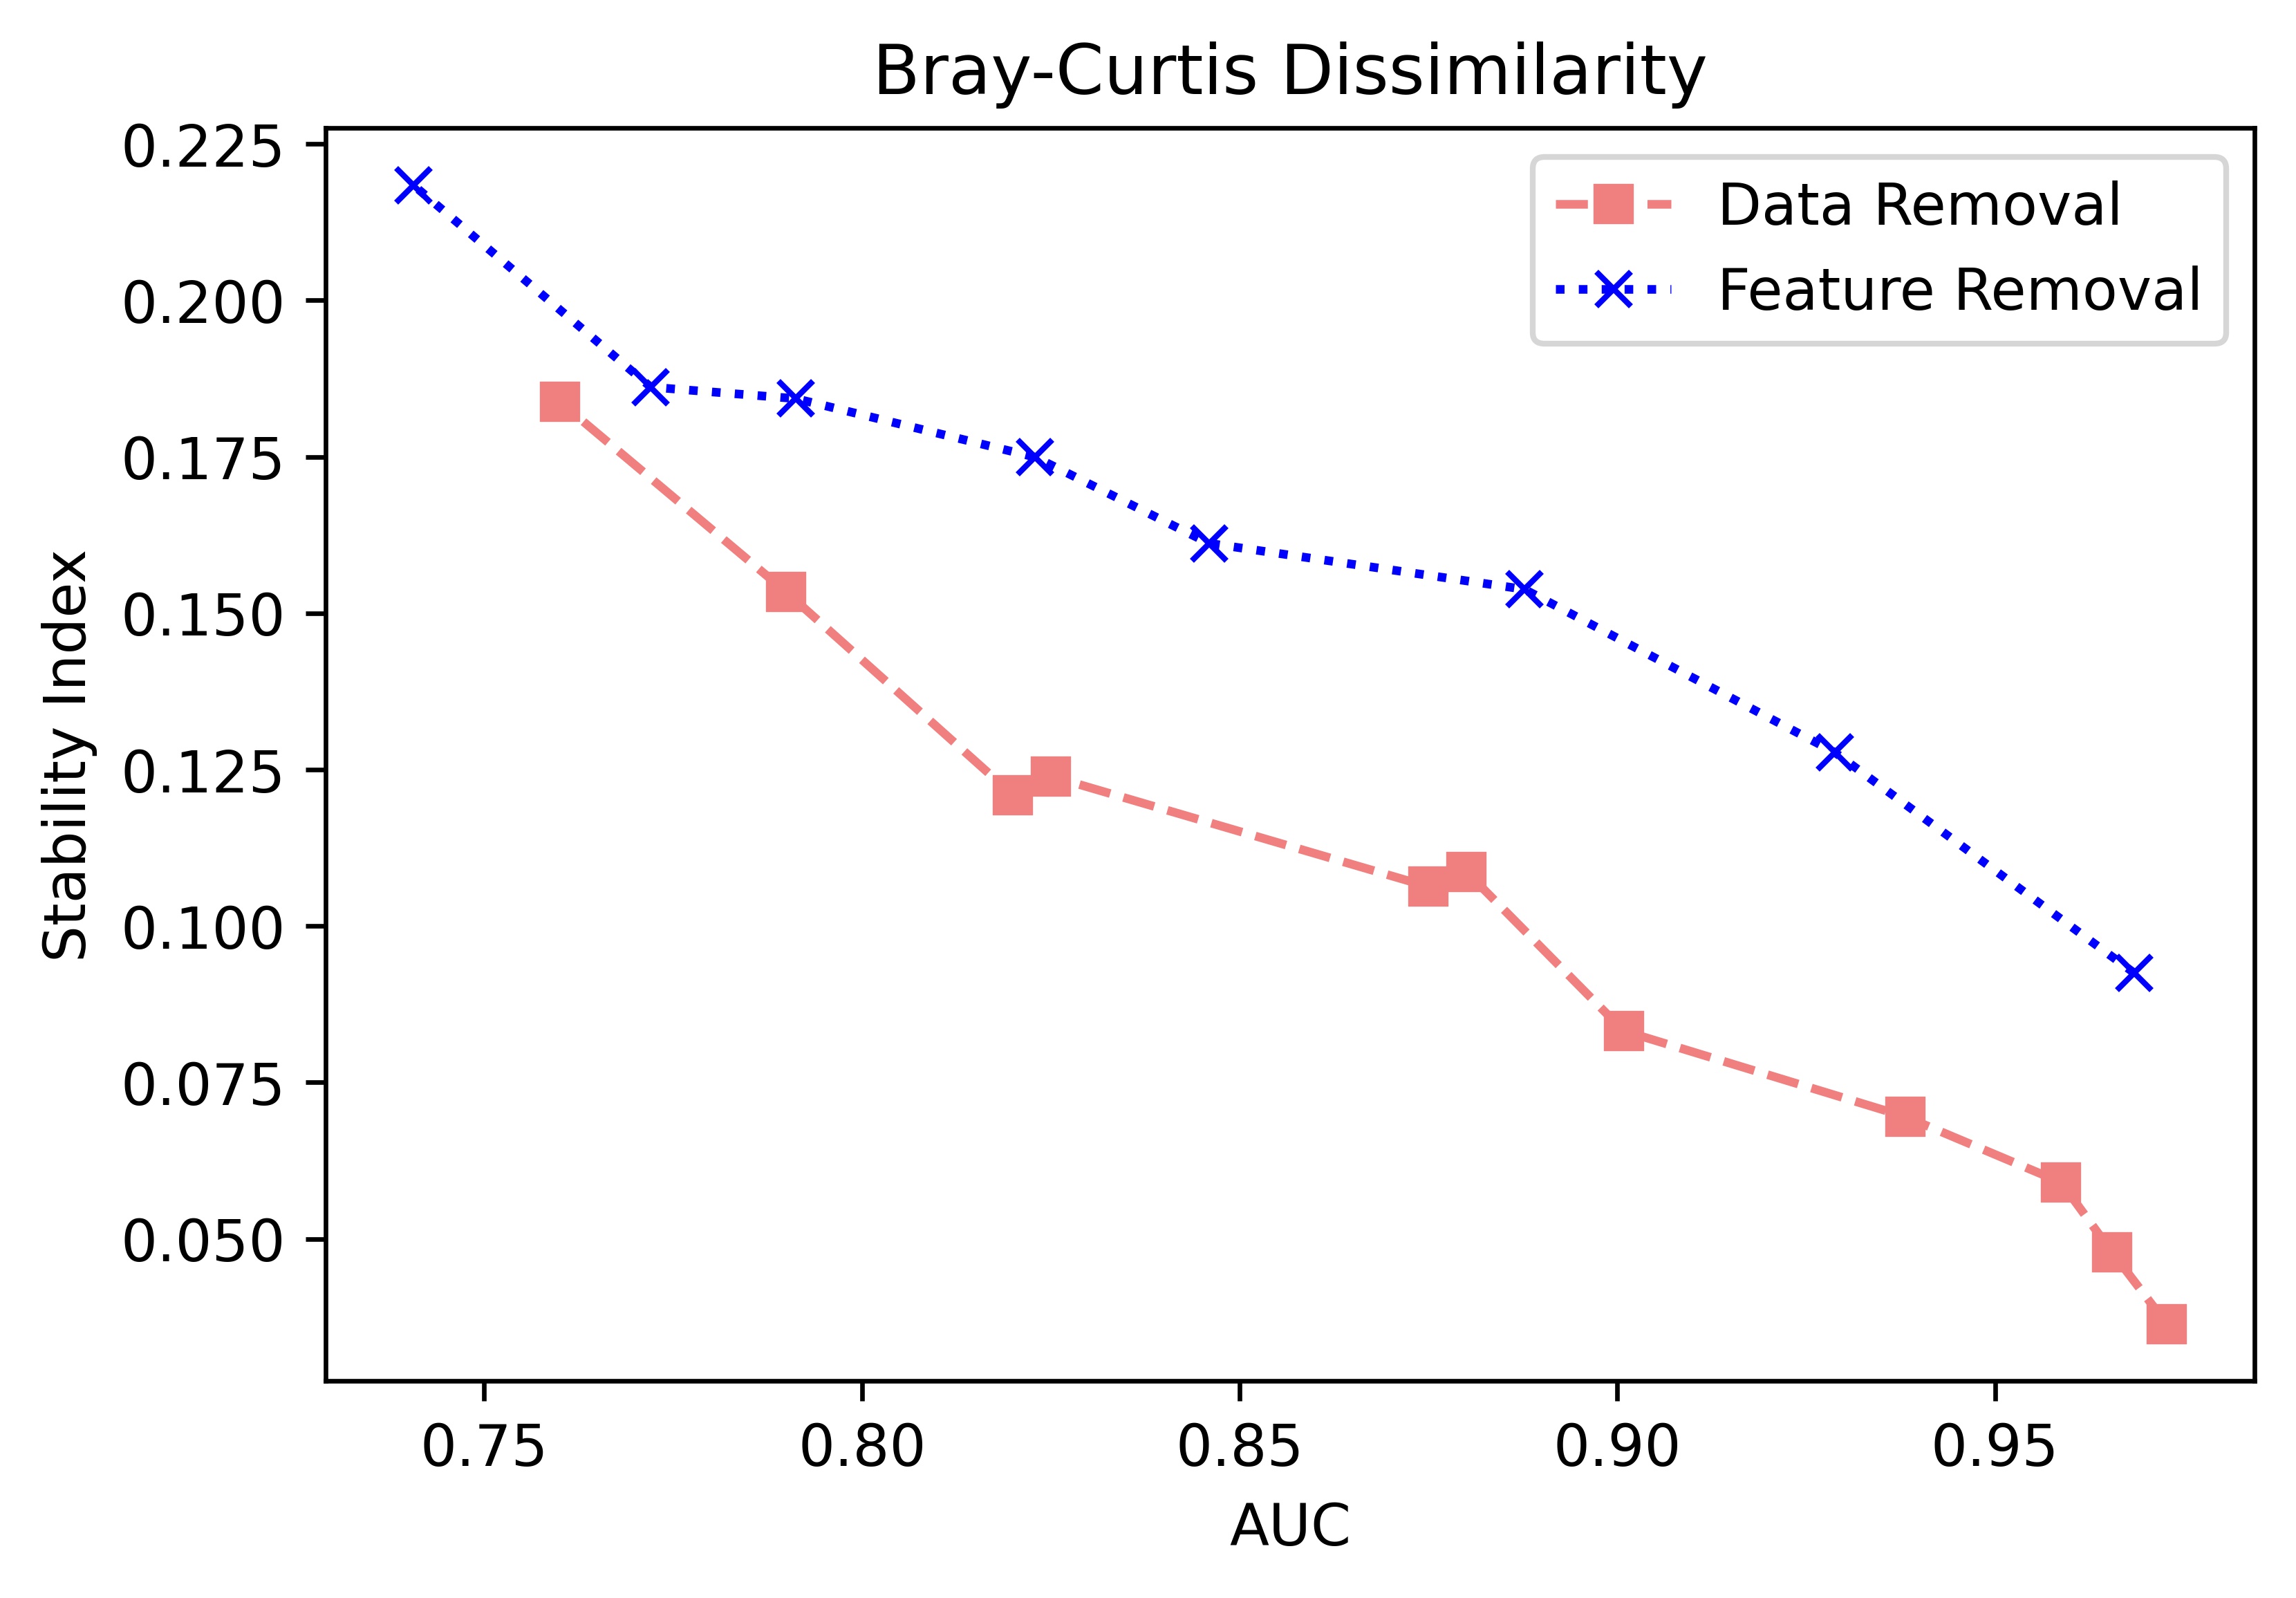 Bray-Curtis Dissimilarity
Data Removal
Feature Removal
Stability Index
0.225
0.200
0.175
0.150
0.125
0.100
0.075
0.050
0.75 0.80 0.85 0.90 0.95
AUC